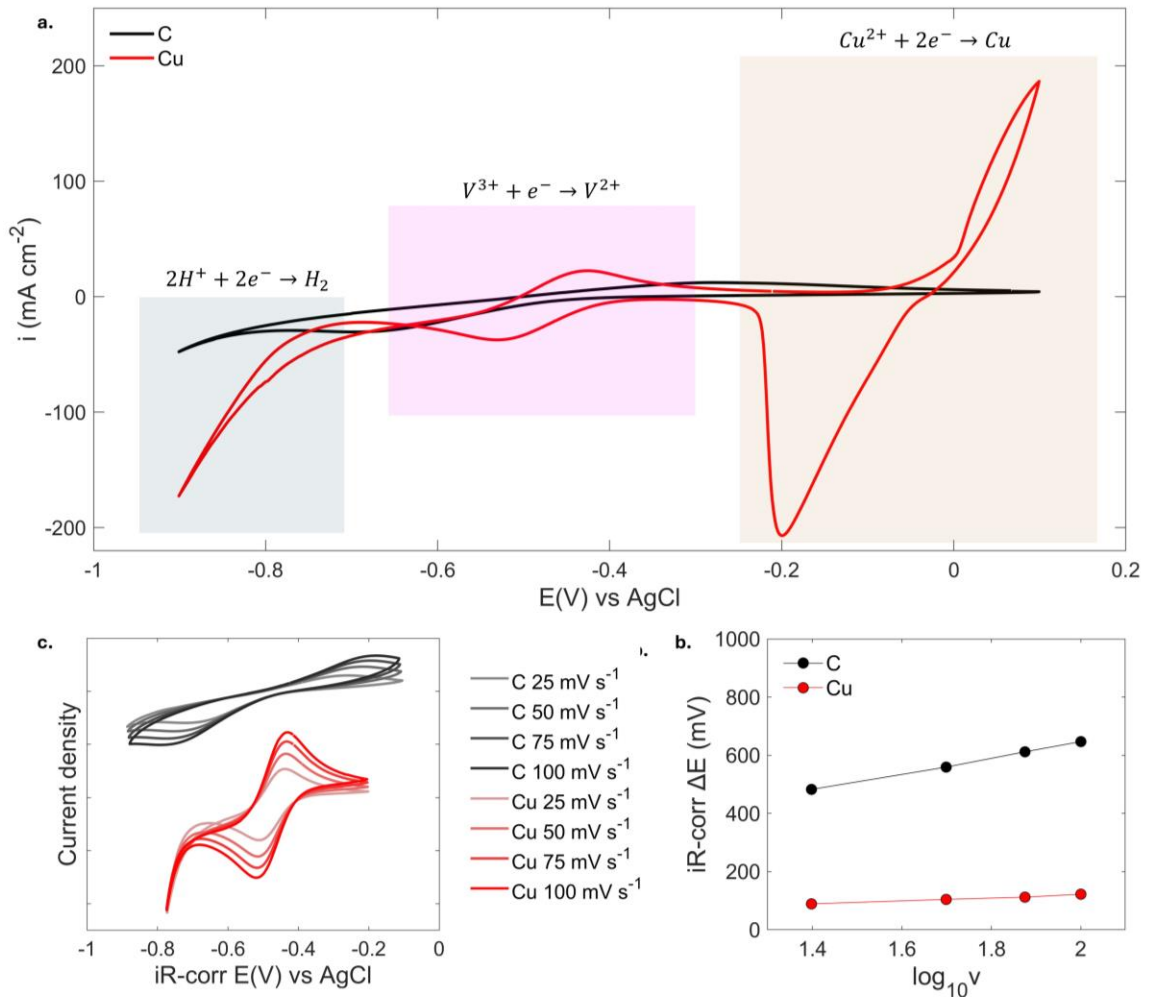 a.
C
Cu
Cu²⁺ + 2e⁻ → Cu
V³⁺ + e⁻ → V²⁺
2H⁺ + 2e⁻ → H₂
200
100
0
-100
-200
i (mA cm⁻²)
-1
-0.8
-0.6
-0.4
-0.2
0
0.2
E(V) vs AgCl
c.
Current density
-1
-0.8
-0.6
-0.4
-0.2
0
iR-corr E(V) vs AgCl
C 25 mV s⁻¹
C 50 mV s⁻¹
C 75 mV s⁻¹
C 100 mV s⁻¹
Cu 25 mV s⁻¹
Cu 50 mV s⁻¹
Cu 75 mV s⁻¹
Cu 100 mV s⁻¹
b.
C
Cu
1000
800
600
400
200
0
iR-corr ΔE (mV)
1.4
1.6
1.8
2
log₁₀v